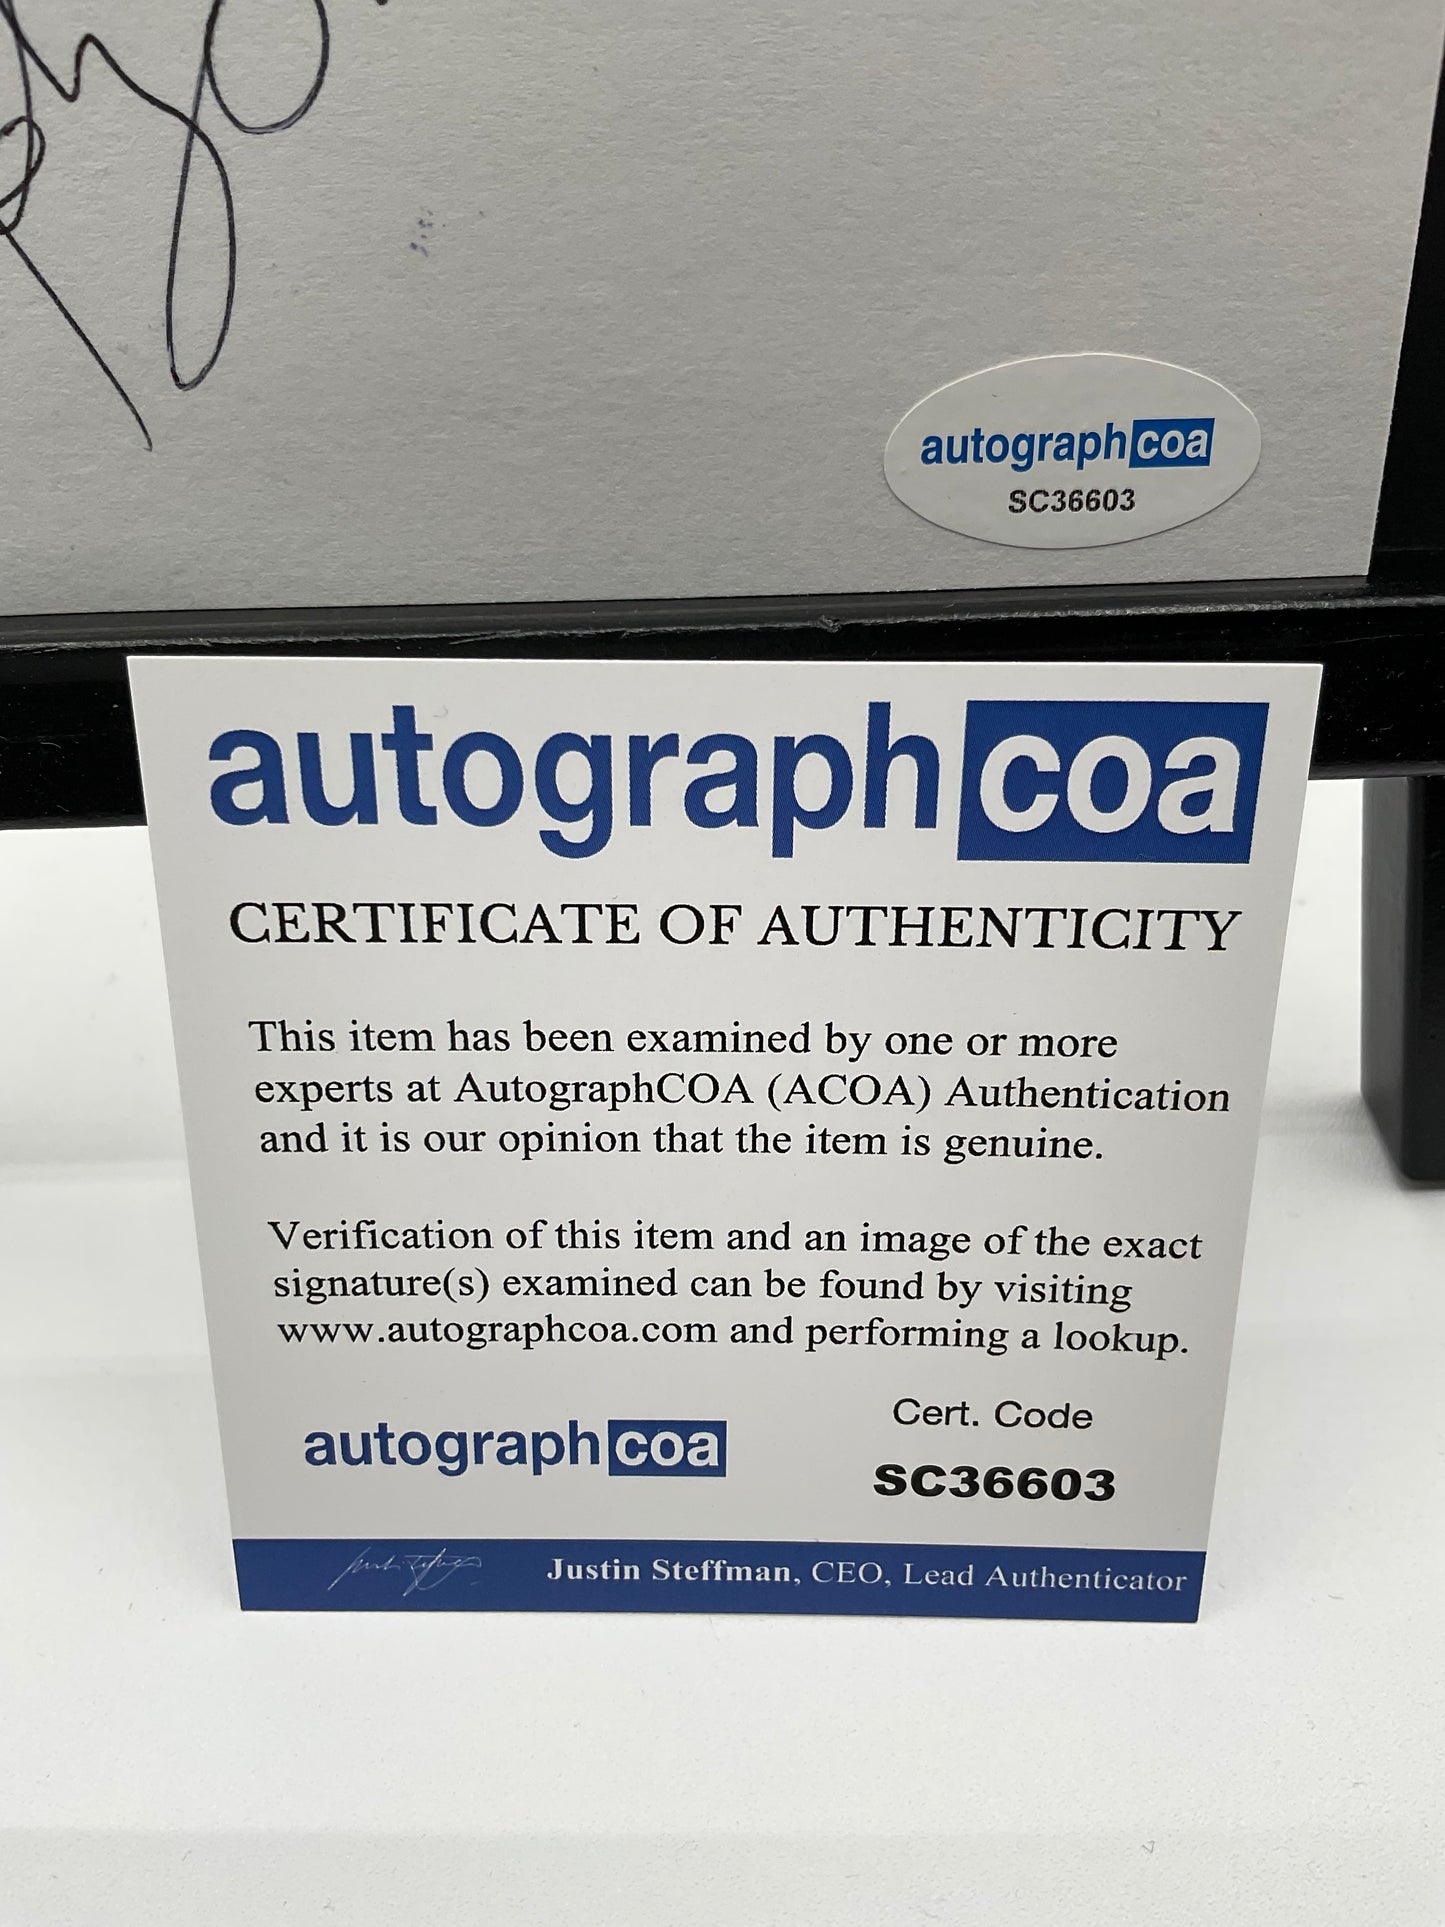 autographcoa
SC36603
autographcoa
CERTIFICATE OF AUTHENTICITY
This item has been examined by one or more
experts at AutographCOA (ACOA) Authentication
and it is our opinion that the item is genuine.
Verification of this item and an image of the exact
signature(s) examined can be found by visiting
www.autographcoa.com and performing a lookup.
Cert. Code
autographcoa
SC36603
Justin Steffman, CEO, Lead Authenticator